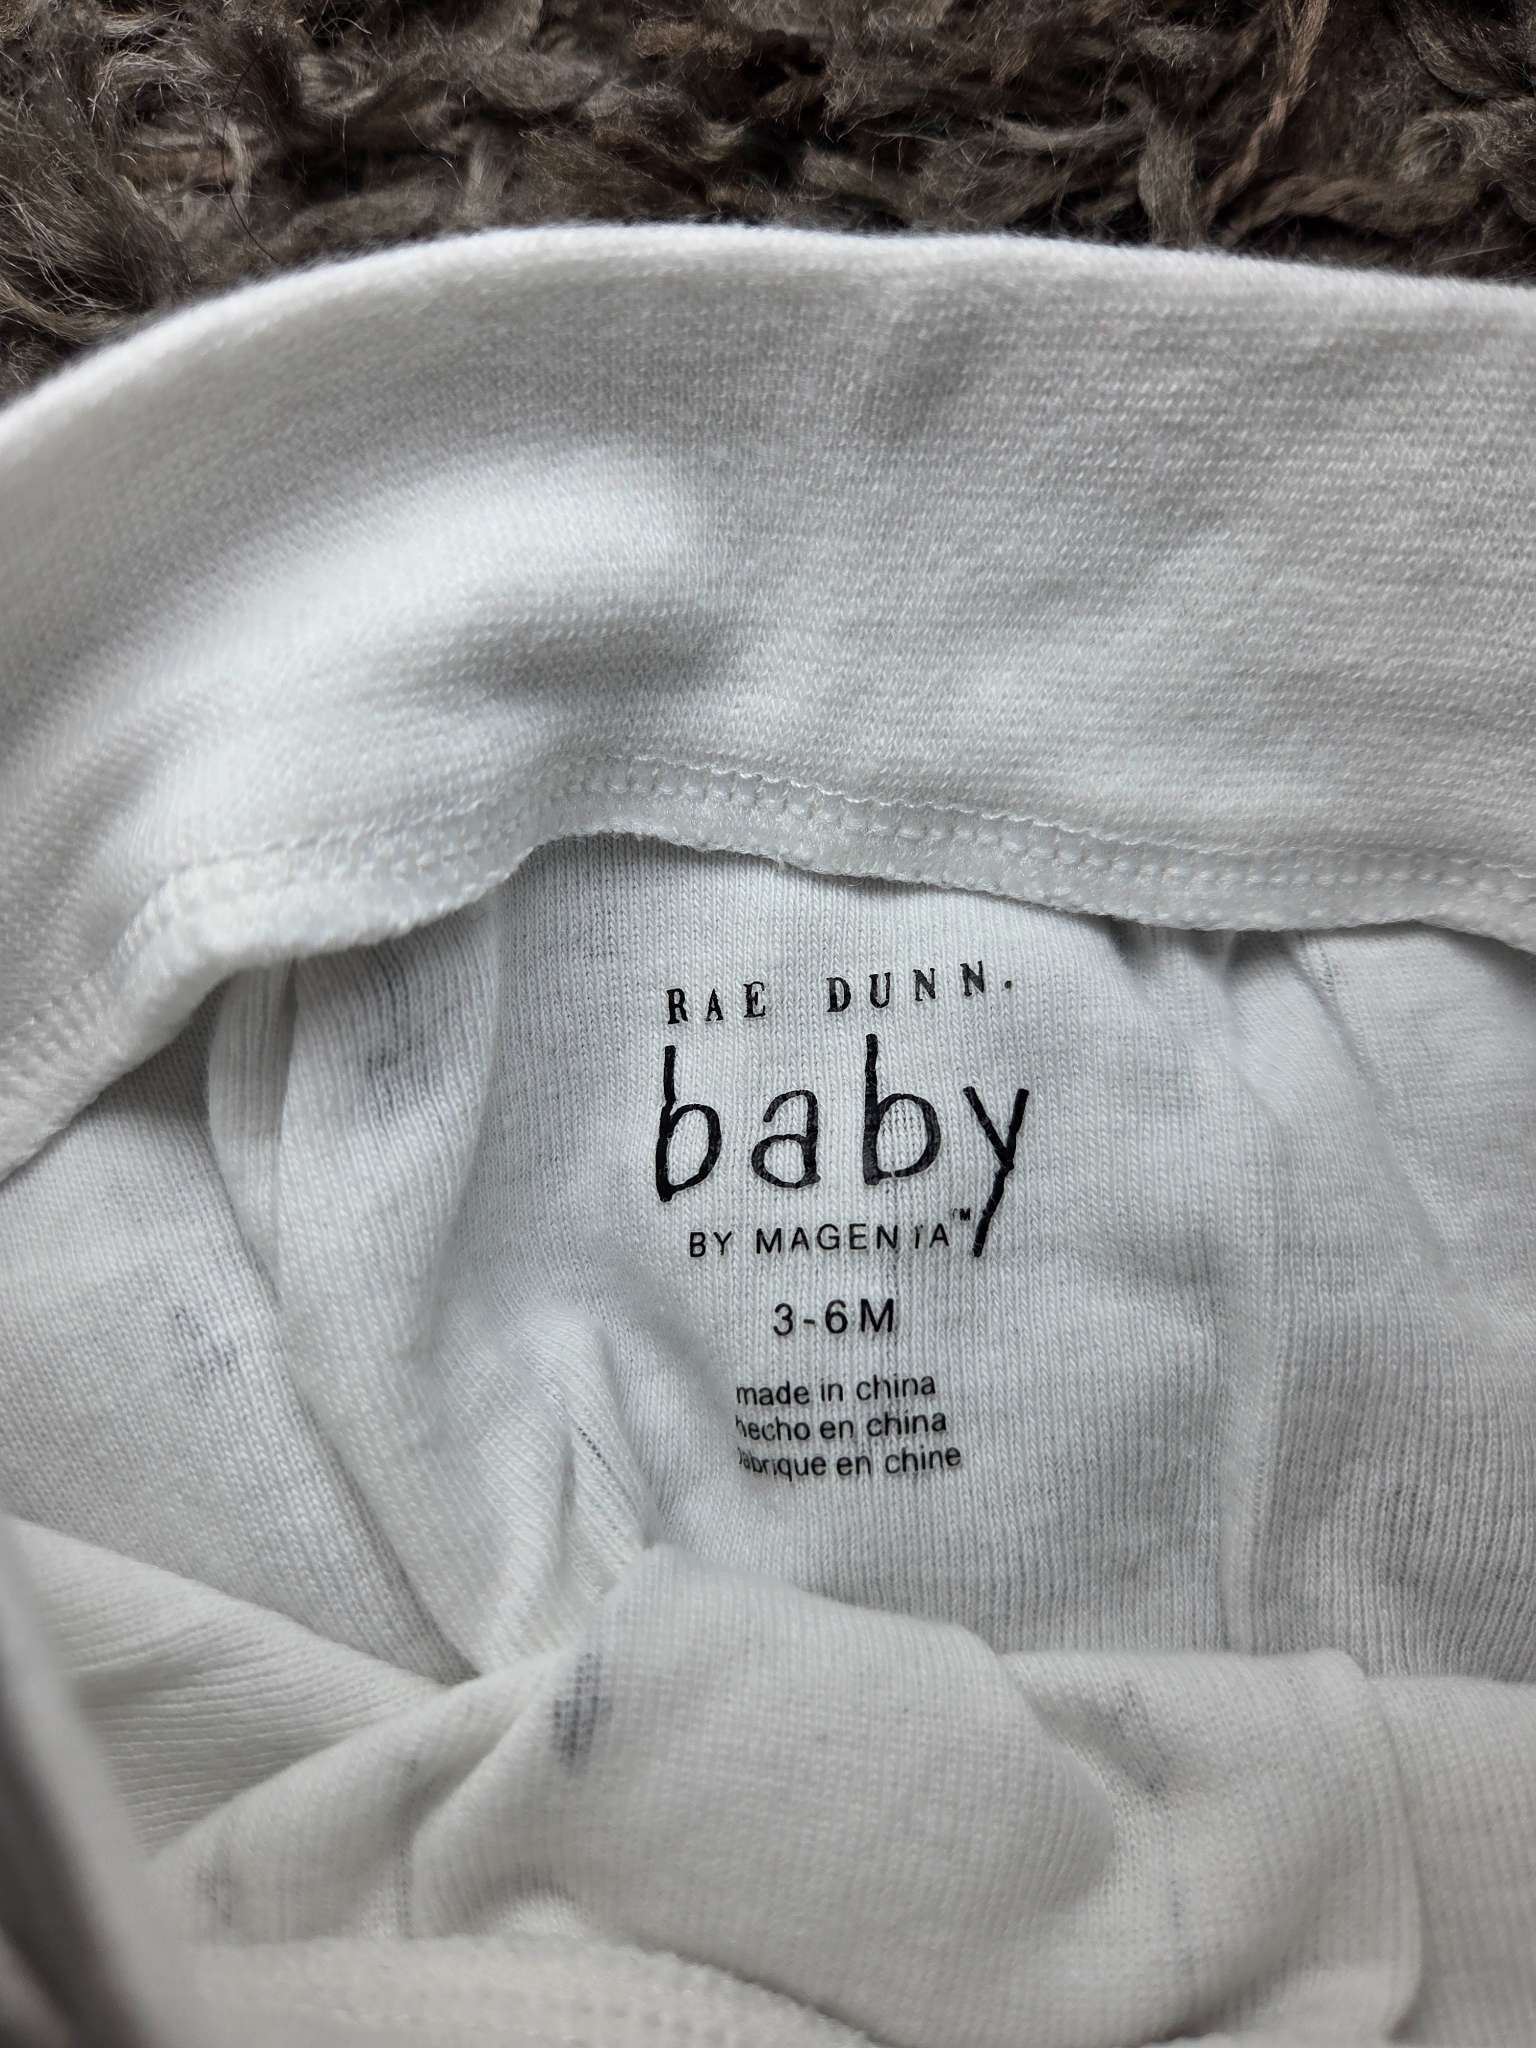 RAE DUNN.
baby
BY MAGENTA™
3-6M
made in china
hecho en china
fabrique en chine